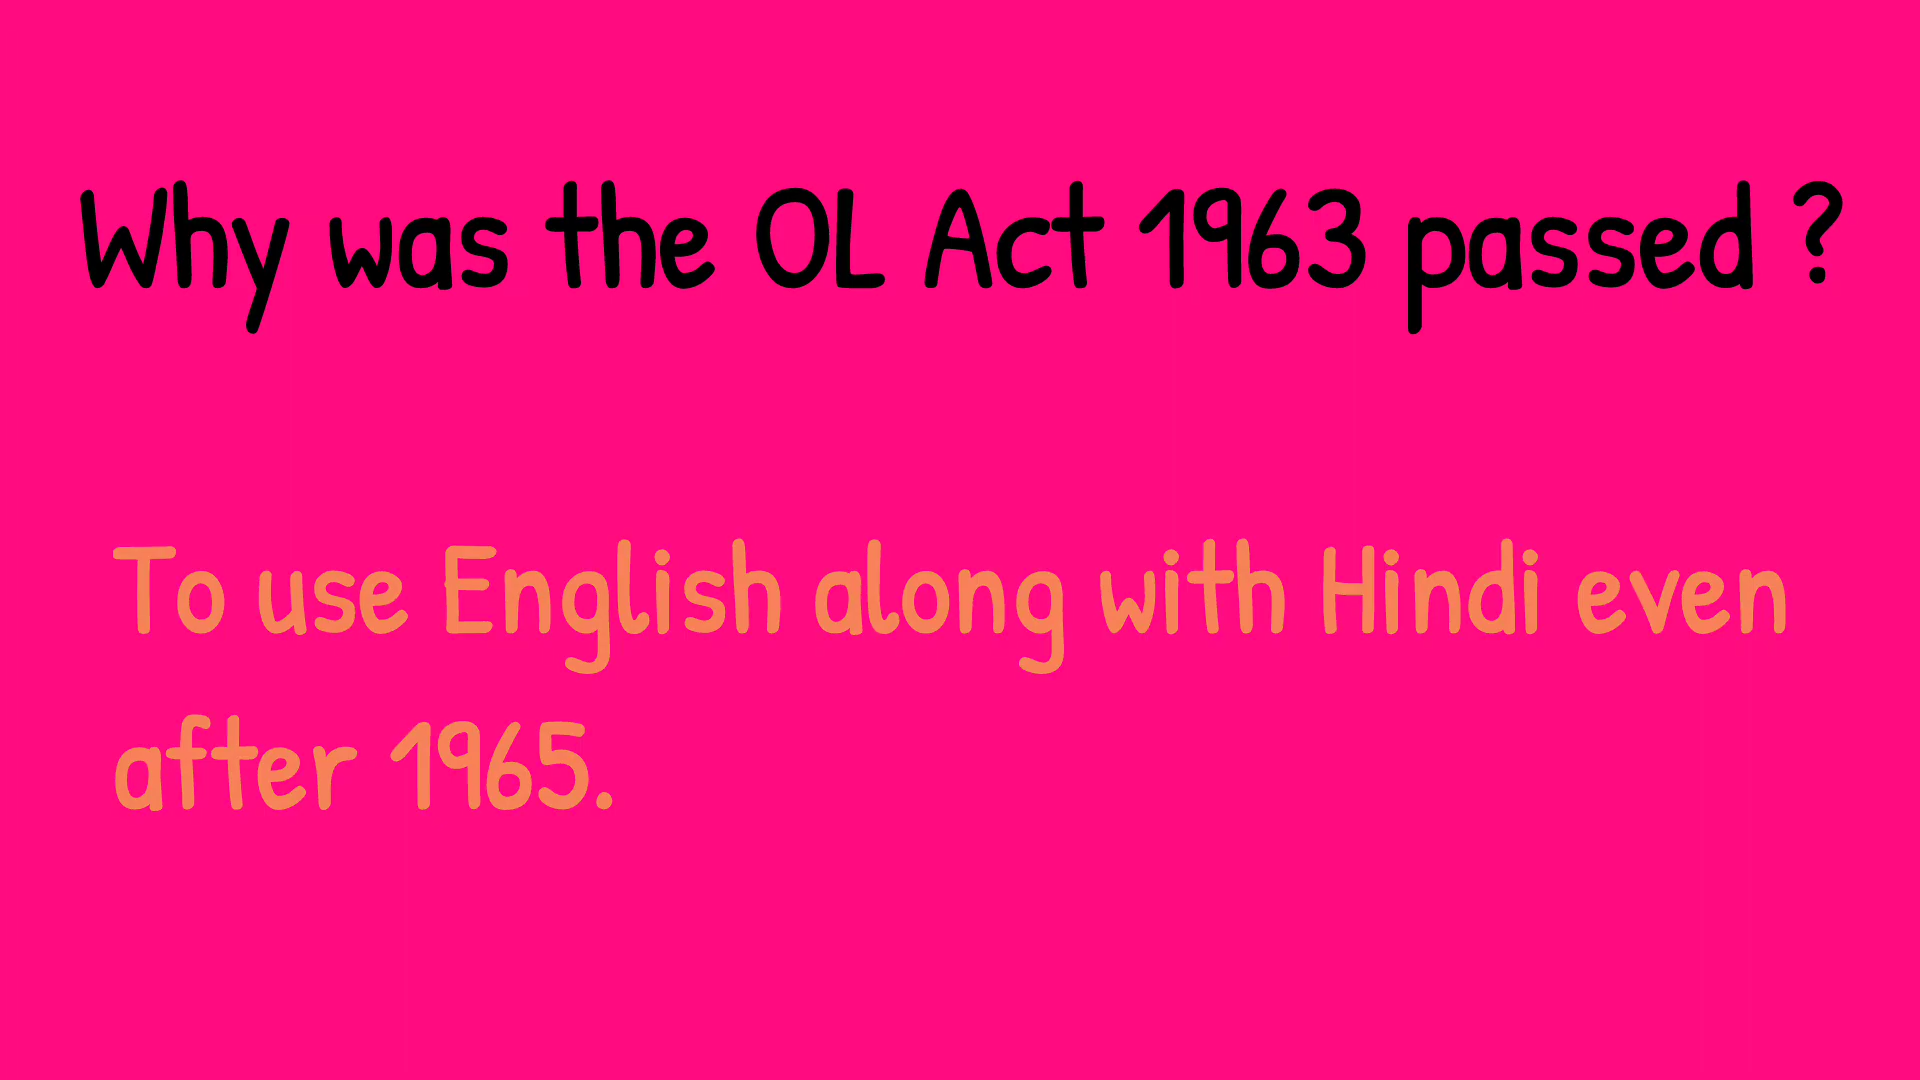 Why was the OL Act 1963 passed ?
To use English along with Hindi even
after 1965.